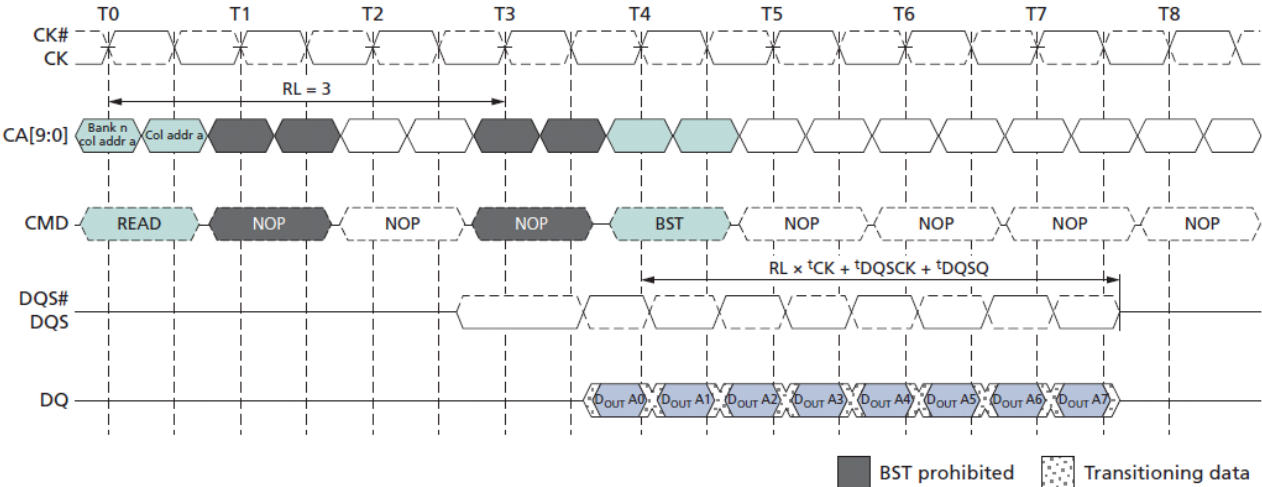 T0 T1 T2 T3 T4 T5 T6 T7 T8
CK#
CK
RL = 3
CA[9:0] Bank n col addr a Col addr a
CMD READ NOP NOP NOP BST NOP NOP NOP NOP
RL × tCK + tDQSCK + tDQSQ
DQS#
DQS
DQ DOUT A0 DOUT A1 DOUT A2 DOUT A3 DOUT A4 DOUT A5 DOUT A6 DOUT A7
BST prohibited Transitioning data